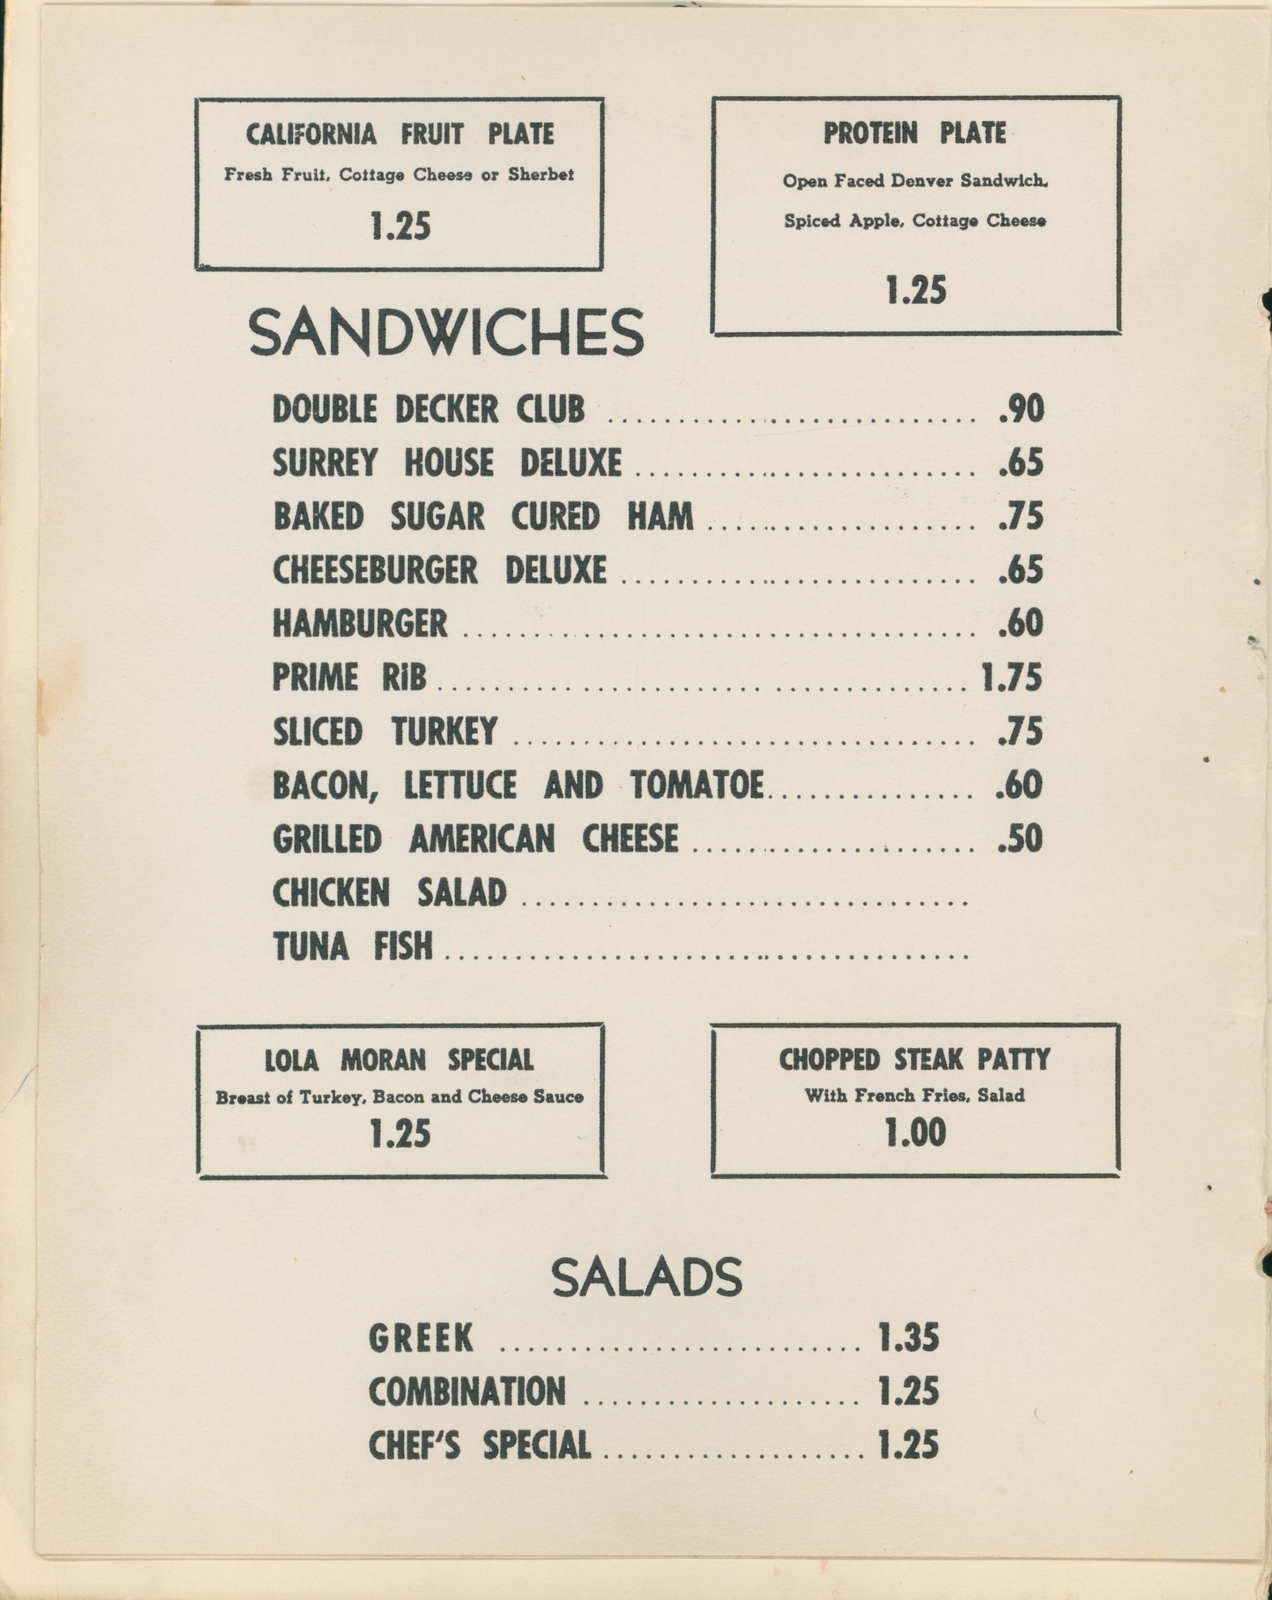 CALIFORNIA FRUIT PLATE
Fresh Fruit, Cottage Cheese or Sherbet
1.25
PROTEIN PLATE
Open Faced Denver Sandwich,
Spiced Apple, Cottage Cheese
1.25
SANDWICHES
DOUBLE DECKER CLUB .90
SURREY HOUSE DELUXE .65
BAKED SUGAR CURED HAM .75
CHEESEBURGER DELUXE .65
HAMBURGER .60
PRIME RIB 1.75
SLICED TURKEY .75
BACON, LETTUCE AND TOMATOE .60
GRILLED AMERICAN CHEESE .50
CHICKEN SALAD
TUNA FISH
LOLA MORAN SPECIAL
Breast of Turkey, Bacon and Cheese Sauce
1.25
CHOPPED STEAK PATTY
With French Fries, Salad
1.00
SALADS
GREEK 1.35
COMBINATION 1.25
CHEF'S SPECIAL 1.25